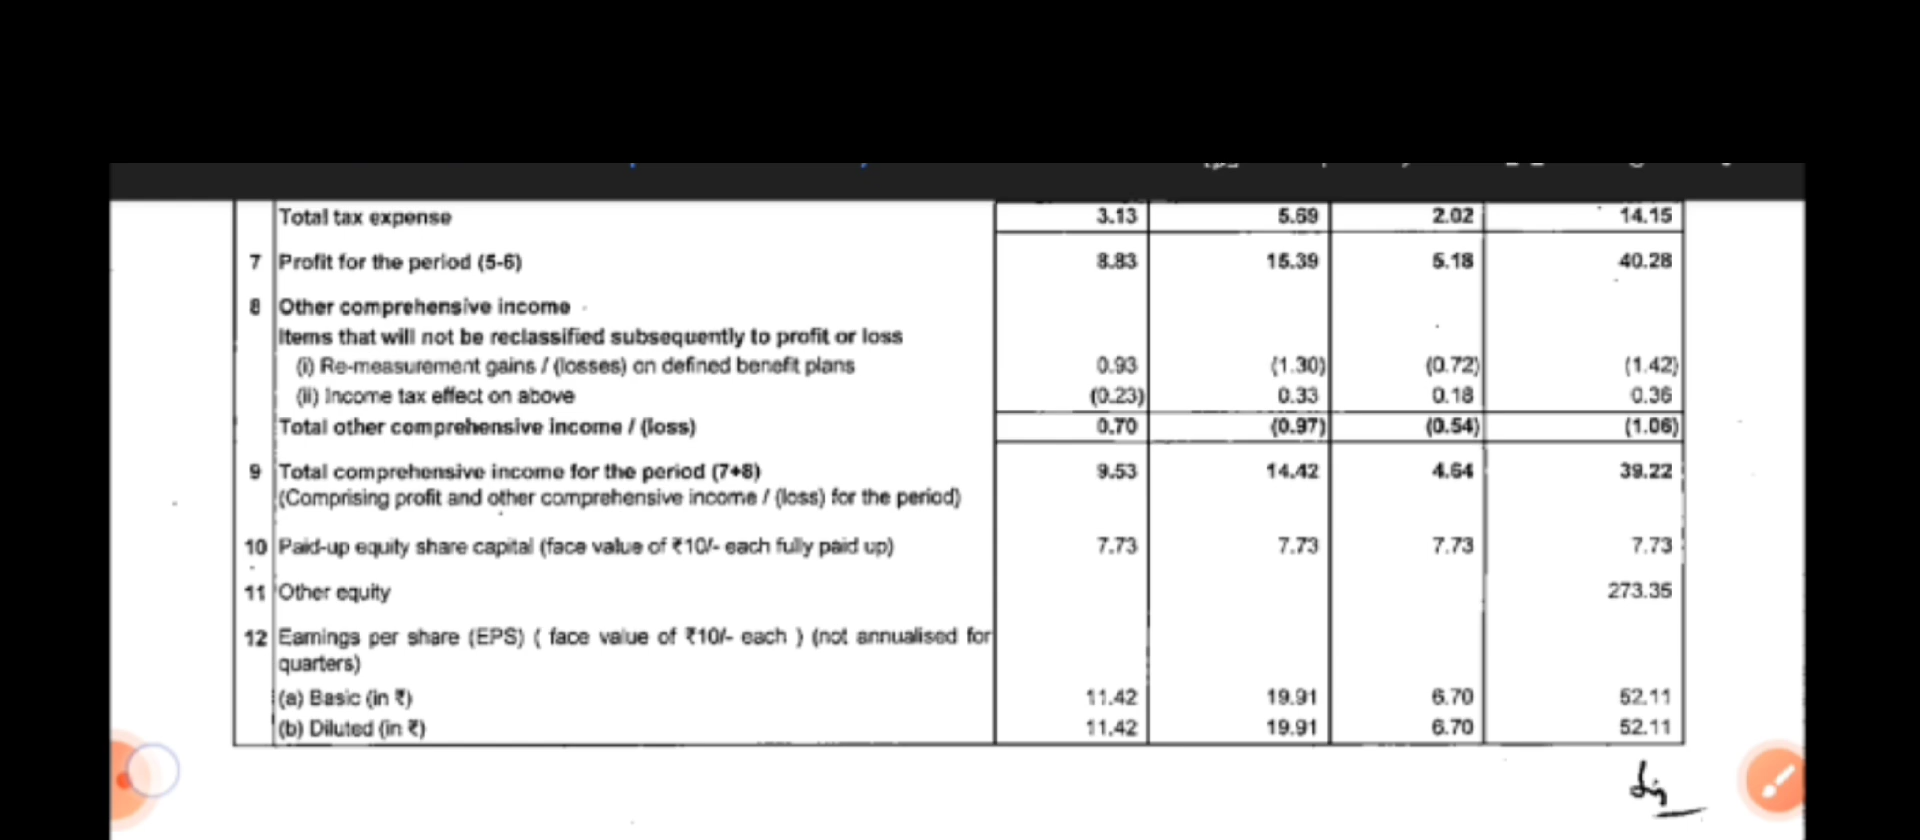 Total tax expense 3.13 5.69 2.02 14.15
7 Profit for the period (5-6) 8.83 15.39 5.18 40.28
8 Other comprehensive income
Items that will not be reclassified subsequently to profit or loss
(i) Re-measurement gains / (losses) on defined benefit plans 0.93 (1.30) (0.72) (1.42)
(ii) Income tax effect on above (0.23) 0.33 0.18 0.36
Total other comprehensive income / (loss) 0.70 (0.97) (0.54) (1.06)
9 Total comprehensive income for the period (7+8) 9.53 14.42 4.64 39.22
(Comprising profit and other comprehensive income / (loss) for the period)
10 Paid-up equity share capital (face value of ₹10/- each fully paid up) 7.73 7.73 7.73 7.73
11 Other equity 273.35
12 Earnings per share (EPS) ( face value of ₹10/- each ) (not annualised for
quarters)
(a) Basic (in ₹) 11.42 19.91 6.70 52.11
(b) Diluted (in ₹) 11.42 19.91 6.70 52.11